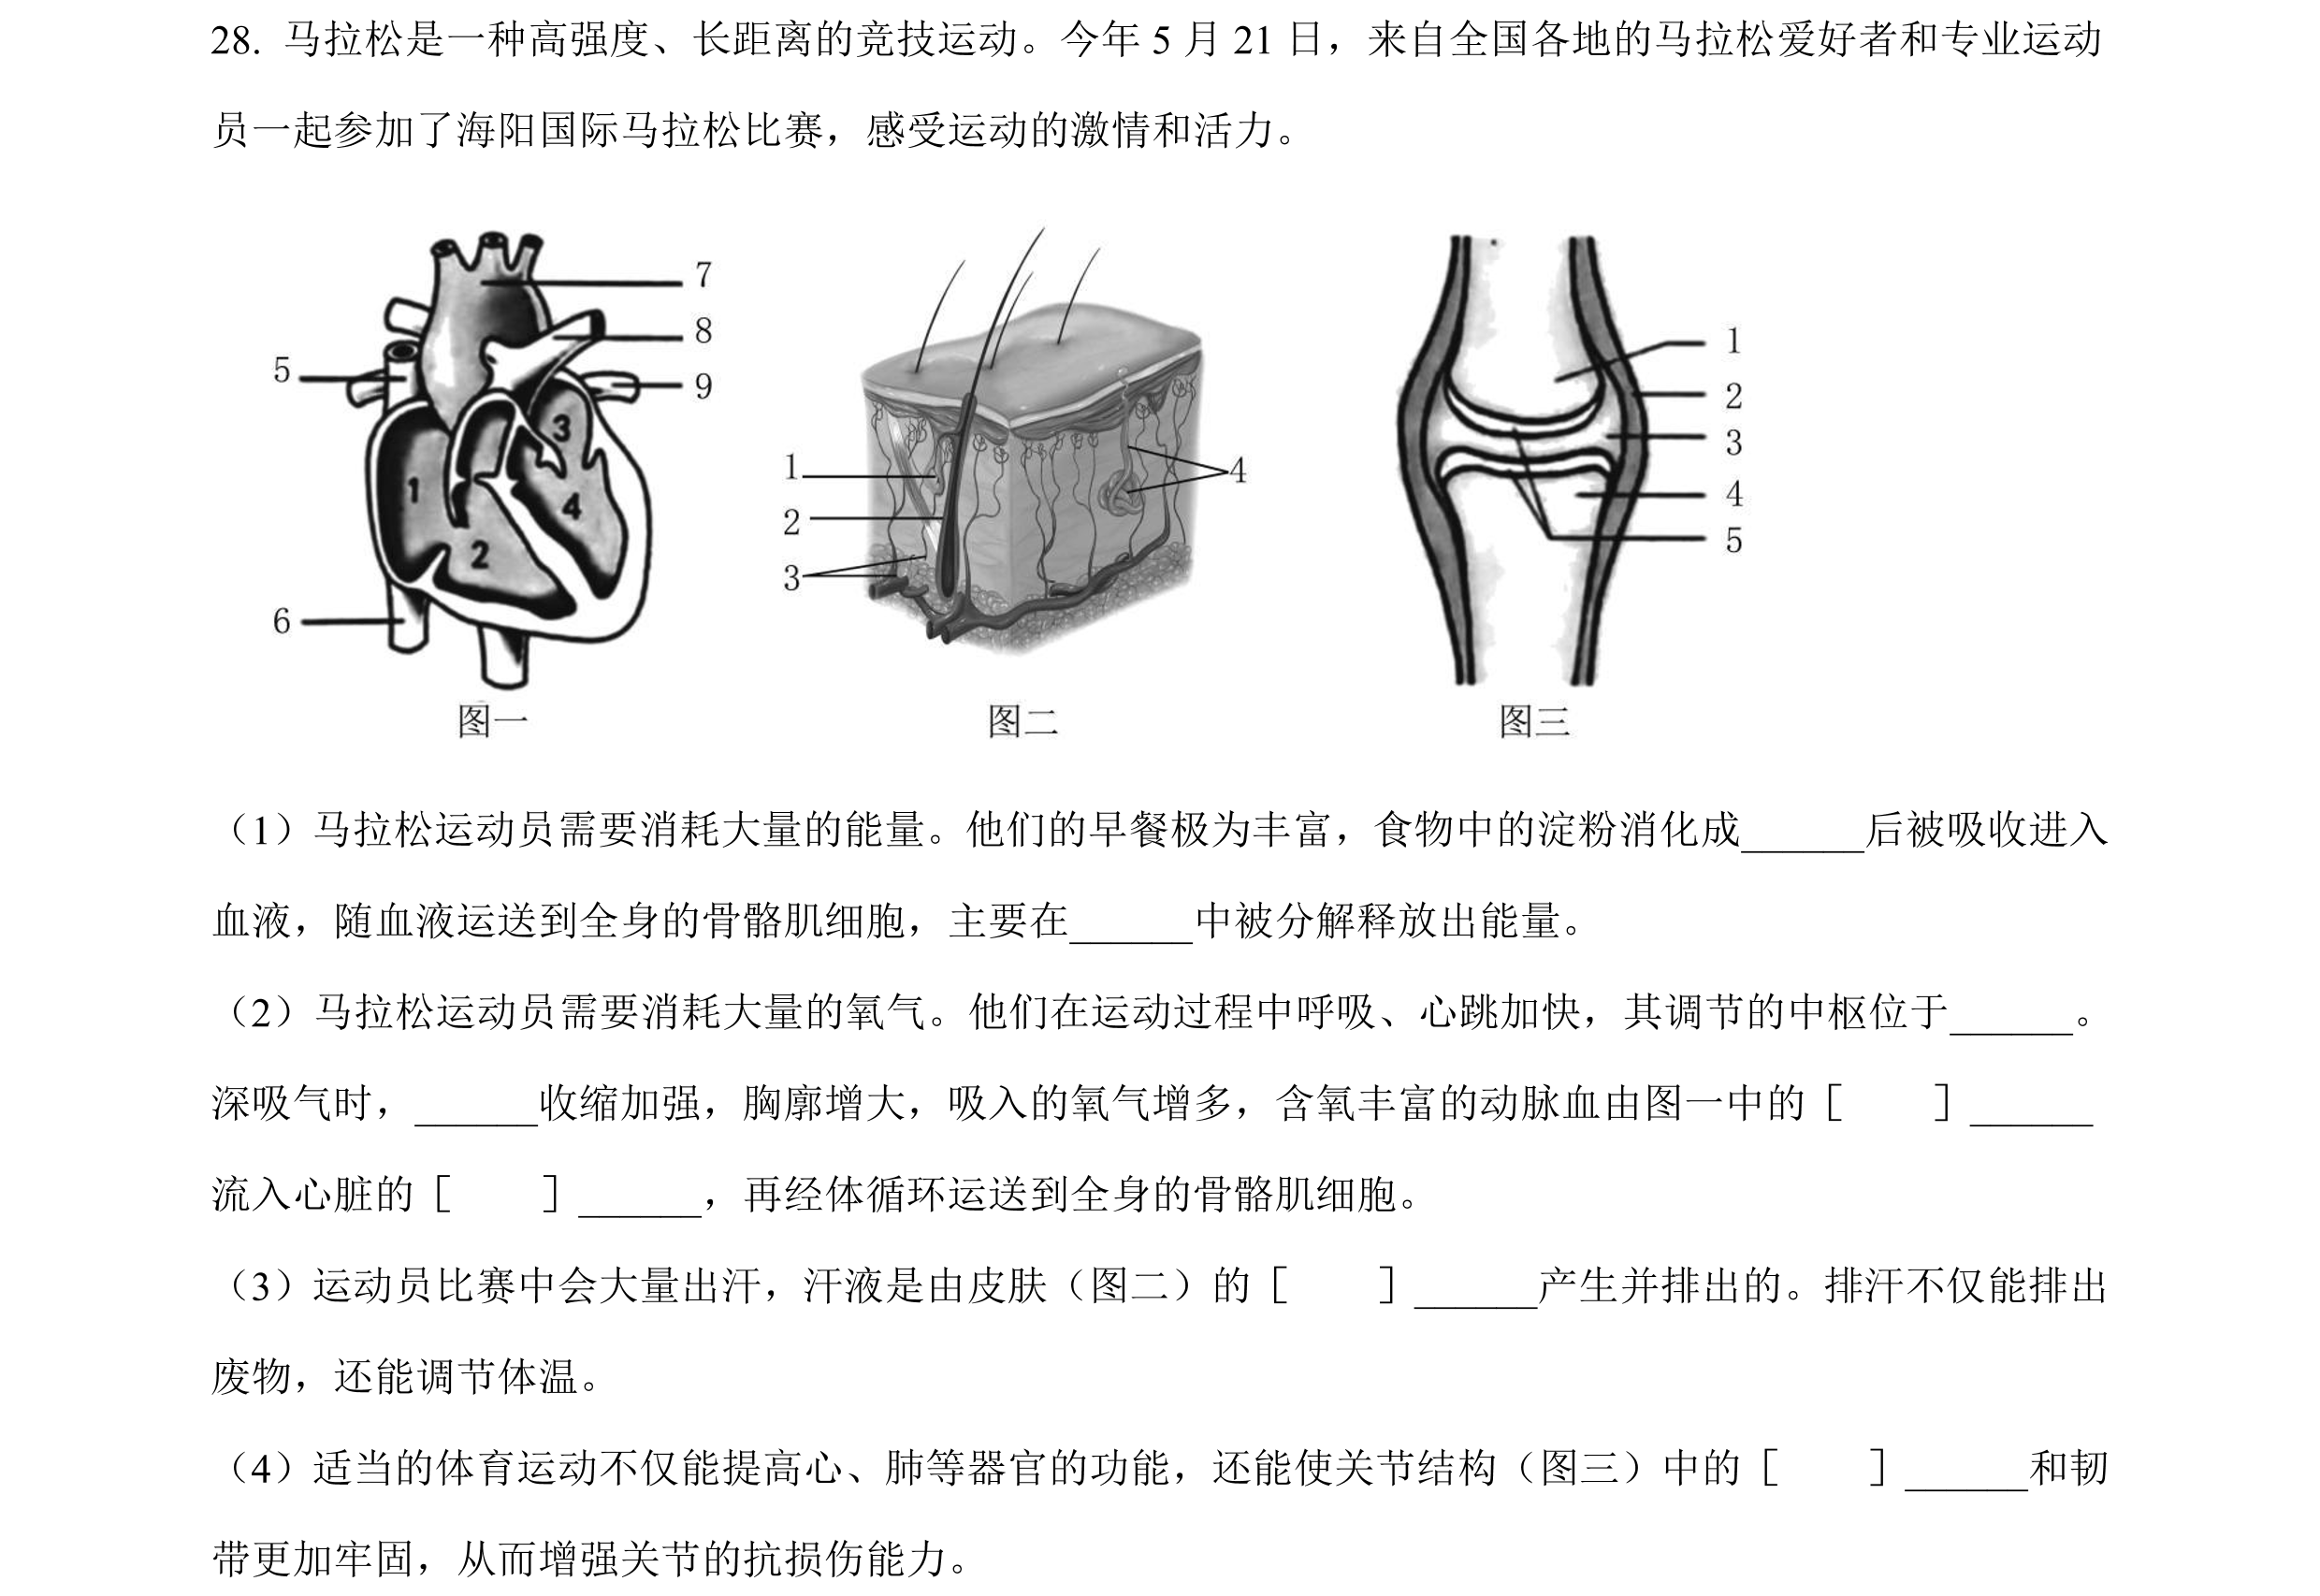 28. 马拉松是一种高强度、长距离的竞技运动。今年 5 月 21 日，来自全国各地的马拉松爱好者和专业运动
员一起参加了海阳国际马拉松比赛，感受运动的激情和活力。
7
8
9
5
3
1
4
2
6
图一
1
2
3
4
图二
1
2
3
4
5
图三
（1）马拉松运动员需要消耗大量的能量。他们的早餐极为丰富，食物中的淀粉消化成______后被吸收进入
血液，随血液运送到全身的骨骼肌细胞，主要在______中被分解释放出能量。
（2）马拉松运动员需要消耗大量的氧气。他们在运动过程中呼吸、心跳加快，其调节的中枢位于______。
深吸气时，______收缩加强，胸廓增大，吸入的氧气增多，含氧丰富的动脉血由图一中的［　　］______
流入心脏的［　　］______，再经体循环运送到全身的骨骼肌细胞。
（3）运动员比赛中会大量出汗，汗液是由皮肤（图二）的［　　］______产生并排出的。排汗不仅能排出
废物，还能调节体温。
（4）适当的体育运动不仅能提高心、肺等器官的功能，还能使关节结构（图三）中的［　　］______和韧
带更加牢固，从而增强关节的抗损伤能力。